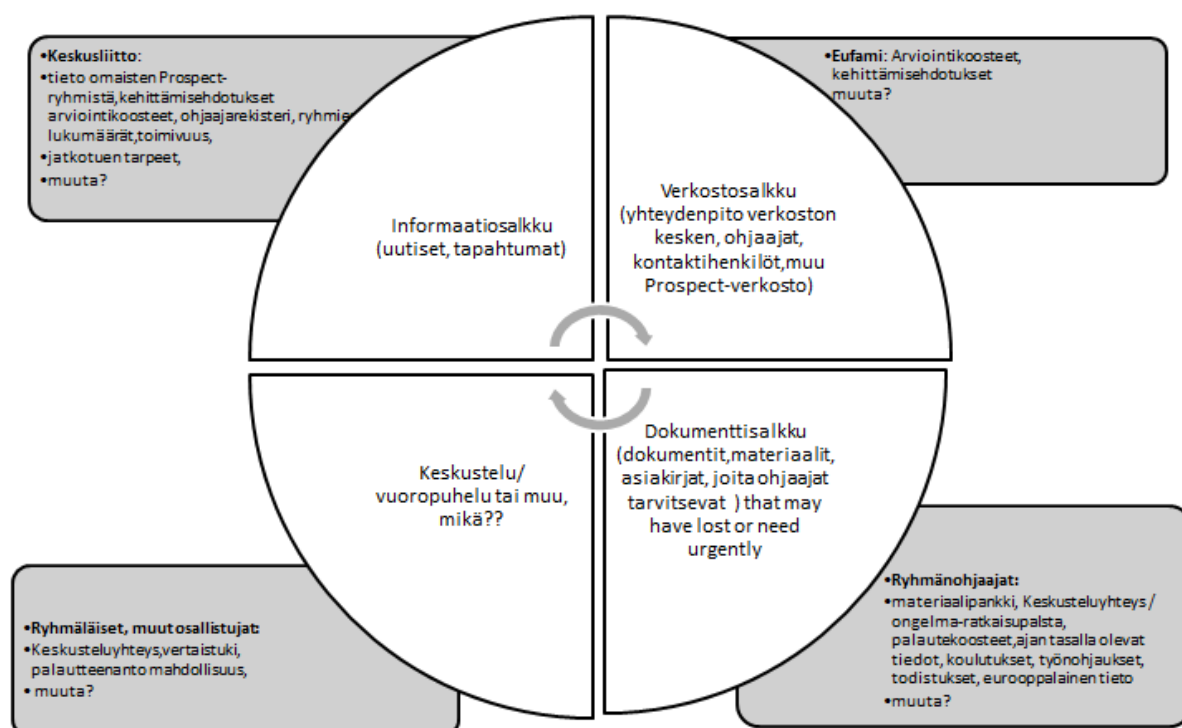 •Keskusliitto:
•tieto omaisten Prospect-
ryhmistä,kehittämisehdotukset
arviointikoosteet, ohjaajarekisteri, ryhmie
lukumäärät,toimivuus,
•jatkotuen tarpeet,
•muuta?
•Eufami: Arviointikoosteet,
kehittämisehdotukset
muuta?
Informaatiosalkku
(uutiset, tapahtumat)
Verkostosalkku
(yhteydenpito verkoston
kesken, ohjaajat,
kontaktihenkilöt,muu
Prospect-verkosto)
Keskustelu/
vuoropuhelu tai muu,
mikä??
Dokumenttisalkku
(dokumentit,materiaalit,
asiakirjat, joita ohjaajat
tarvitsevat ) that may
have lost or need
urgently
•Ryhmäläiset, muut osallistujat:
•Keskusteluyhteys,vertaistuki,
palautteenanto mahdollisuus,
• muuta?
•Ryhmänohjaajat:
•materiaalipankki, Keskusteluyhteys /
ongelma-ratkaisupalsta,
palautekoosteet,ajan tasalla olevat
tiedot, koulutukset, työnohjaukset,
todistukset, eurooppalainen tieto
•muuta?